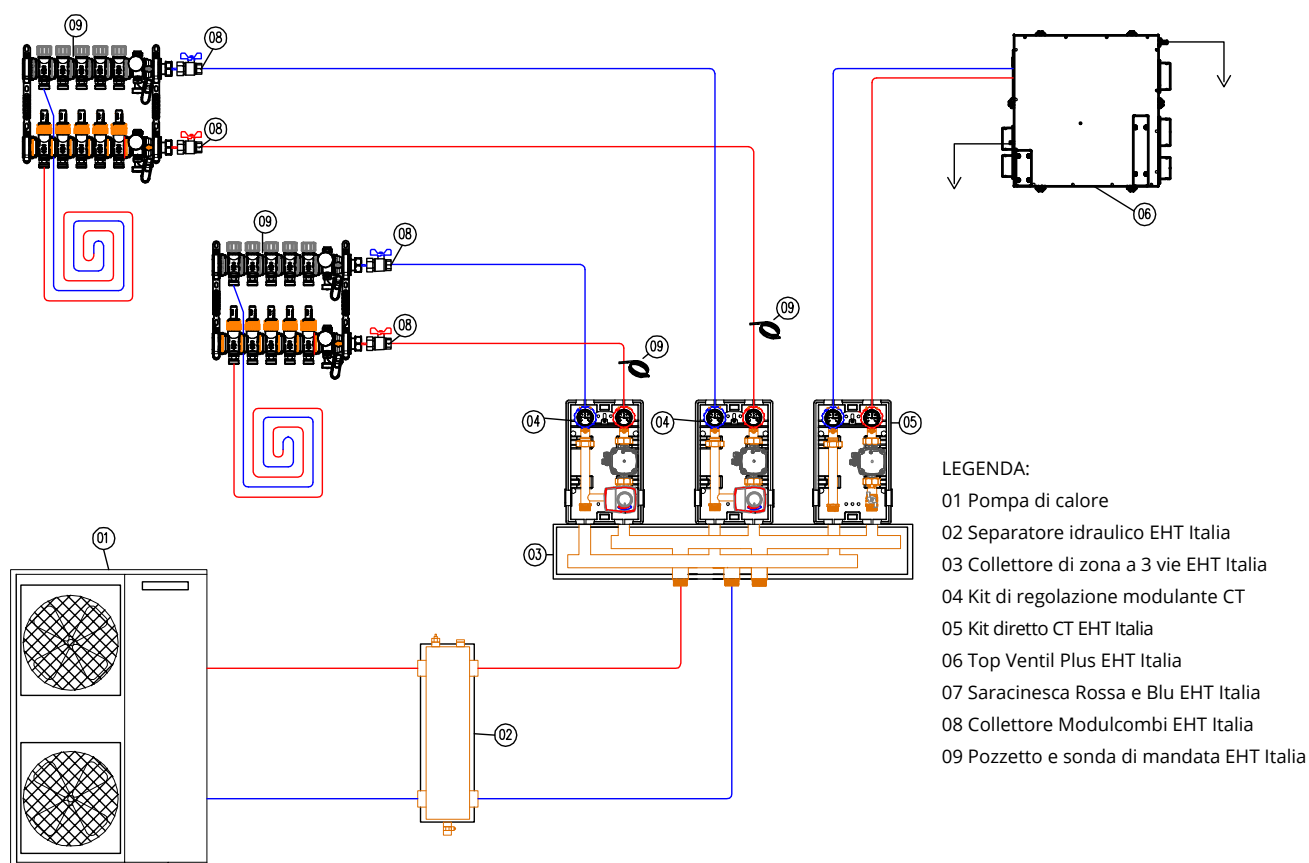 09
08
08
09
08
08
06
09
09
04
04
05
03
01
02
LEGENDA:
01 Pompa di calore
02 Separatore idraulico EHT Italia
03 Collettore di zona a 3 vie EHT Italia
04 Kit di regolazione modulante CT
05 Kit diretto CT EHT Italia
06 Top Ventil Plus EHT Italia
07 Saracinesca Rossa e Blu EHT Italia
08 Collettore Modulcombi EHT Italia
09 Pozzetto e sonda di mandata EHT Italia